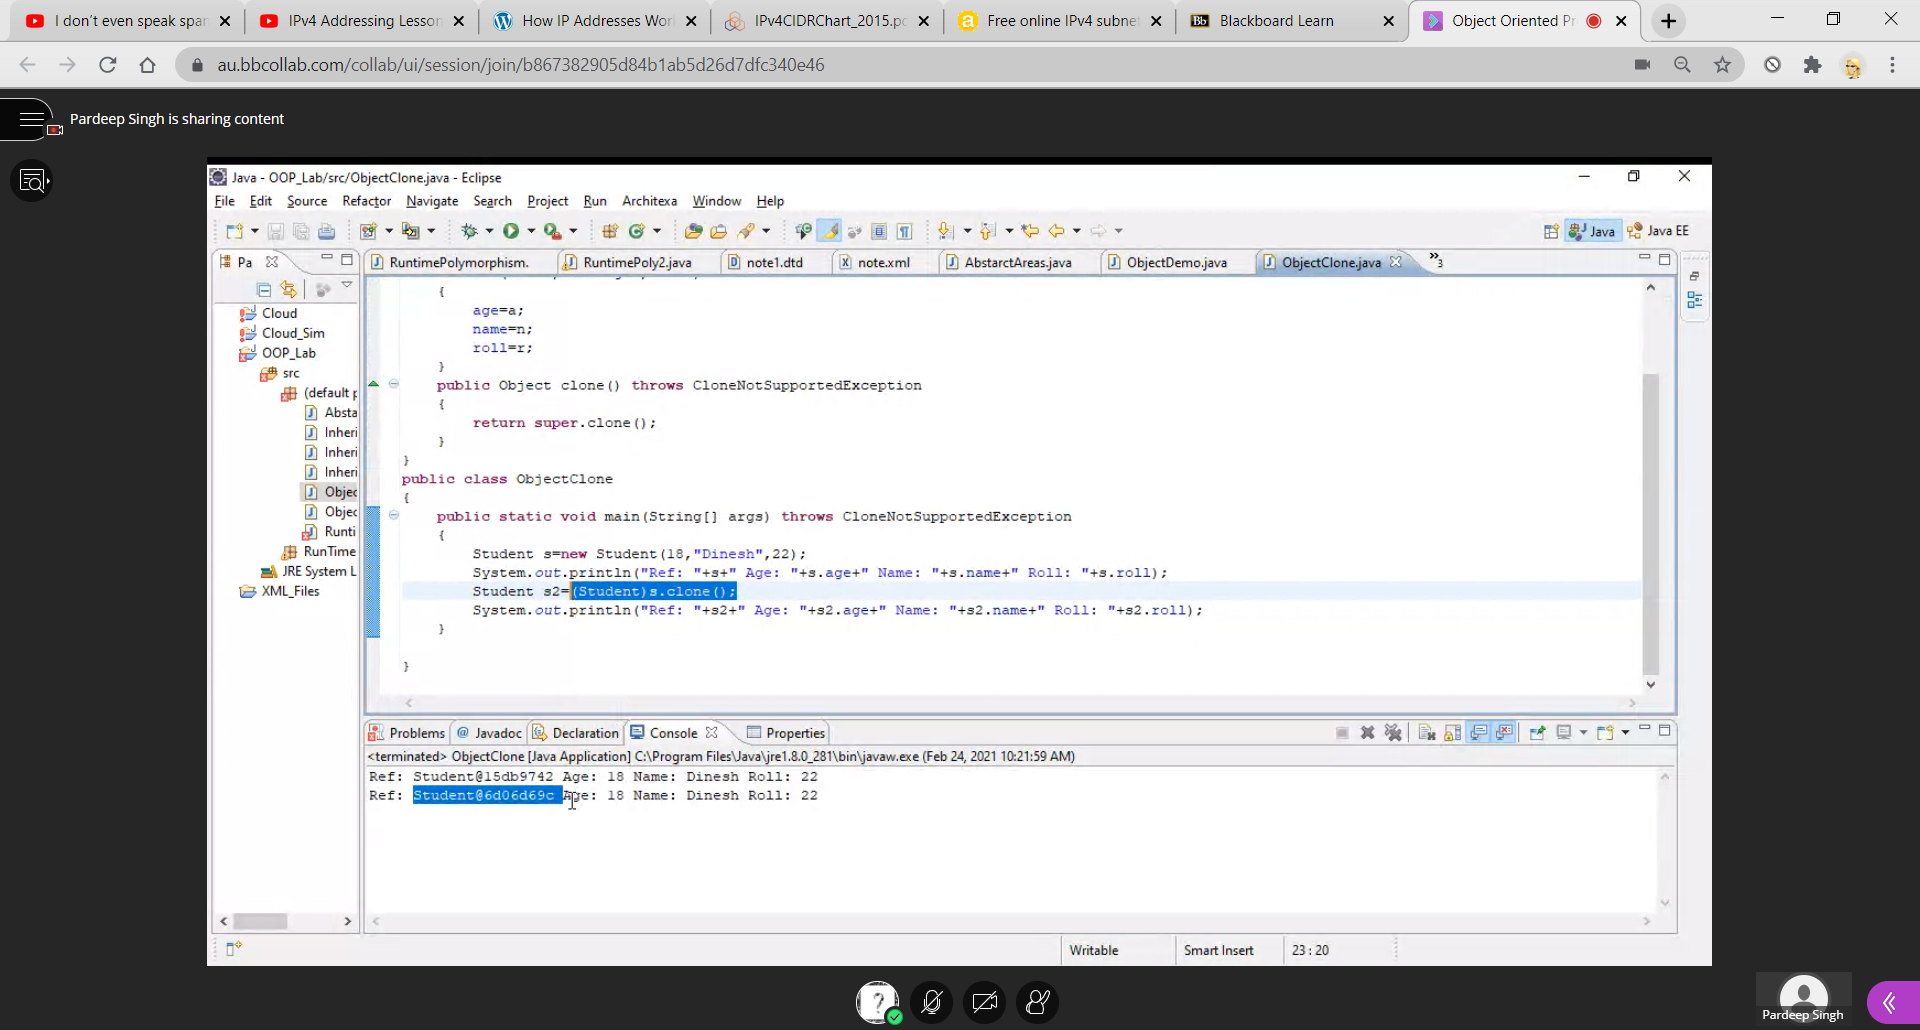 I don't even speak spa
IPv4 Addressing Lesson
How IP Addresses Wor
IPv4CIDRChart_2015.p
Free online IPv4 subne
Bb Blackboard Learn
Object Oriented Pr
au.bbcollab.com/collab/ui/session/join/b867382905d84b1ab5d26d7dfc340e46
Pardeep Singh is sharing content
Java - OOP_Lab/src/ObjectClone.java - Eclipse
File Edit Source Refactor Navigate Search Project Run Architexa Window Help
Java Java EE
Pa
RuntimePolymorphism. RuntimePoly2.java note1.dtd note.xml AbstarctAreas.java ObjectDemo.java ObjectClone.java »3
Cloud
Cloud_Sim
OOP_Lab
src
(default p
Absta
Inheri
Inheri
Inheri
Objec
Objec
Runti
RunTime
JRE System L
XML_Files
{
age=a;
name=n;
roll=r;
}
public Object clone() throws CloneNotSupportedException
{
return super.clone();
}
}
public class ObjectClone
{
public static void main(String[] args) throws CloneNotSupportedException
{
Student s=new Student(18,"Dinesh",22);
System.out.println("Ref: "+s+" Age: "+s.age+" Name: "+s.name+" Roll: "+s.roll);
Student s2=(Student)s.clone();
System.out.println("Ref: "+s2+" Age: "+s2.age+" Name: "+s2.name+" Roll: "+s2.roll);
}
}
Problems @ Javadoc Declaration Console Properties
<terminated> ObjectClone [Java Application] C:\Program Files\Java\jre1.8.0_281\bin\javaw.exe (Feb 24, 2021 10:21:59 AM)
Ref: Student@15db9742 Age: 18 Name: Dinesh Roll: 22
Ref: Student@6d06d69c Age: 18 Name: Dinesh Roll: 22
Writable Smart Insert 23 : 20
Pardeep Singh